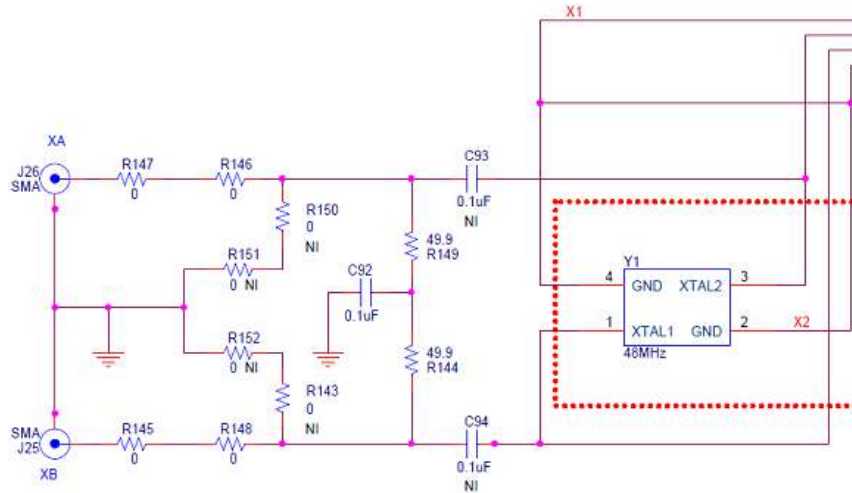 X1
XA
J26
SMA
R147
0
R146
0
C93
0.1uF
NI
R150
0
NI
R151
0 NI
C92
0.1uF
49.9
R149
Y1
4
GND
XTAL2
3
1
XTAL1
GND
2
X2
48MHz
R152
0 NI
49.9
R144
R143
0
NI
SMA
J25
XB
R145
0
R148
0
C94
0.1uF
NI